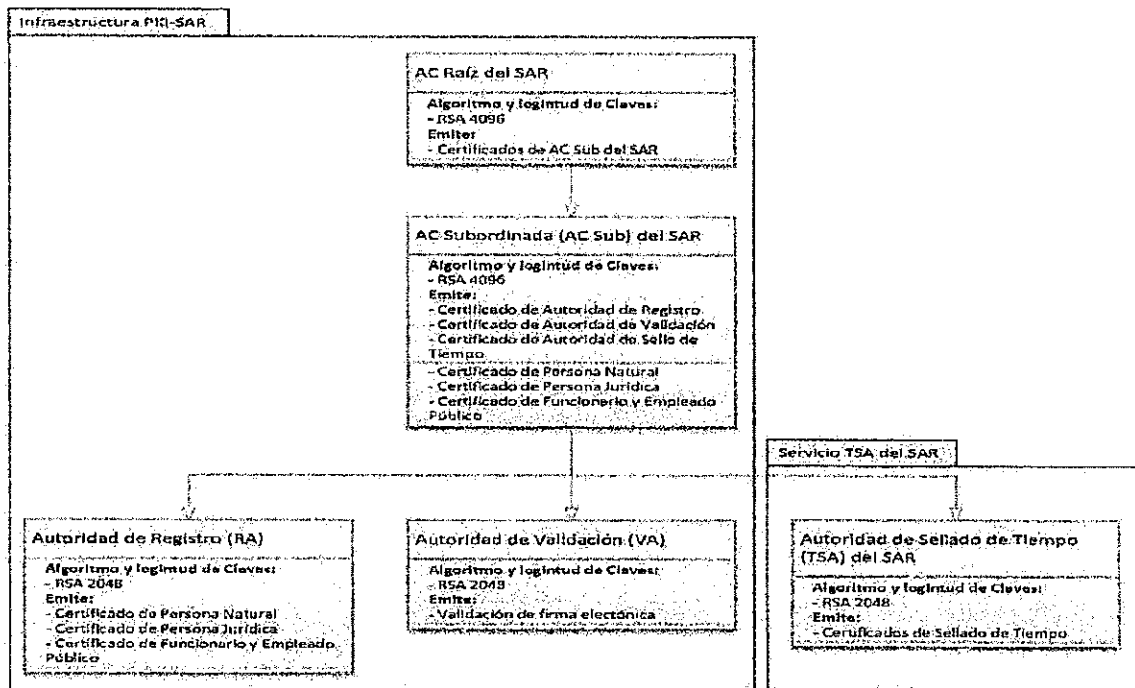 Infraestructura PKI-SAR
AC Raíz del SAR
Algoritmo y logintud de Claves:
- RSA 4096
Emite:
- Certificados de AC Sub del SAR
AC Subordinada (AC Sub) del SAR
Algoritmo y logintud de Claves:
- RSA 4096
Emite:
- Certificado de Autoridad de Registro
- Certificado de Autoridad de Validación
- Certificado de Autoridad de Sello de
Tiempo
- Certificado de Persona Natural
- Certificado de Persona Jurídica
- Certificado de Funcionario y Empleado
Público
Servicio TSA del SAR
Autoridad de Registro (RA)
Algoritmo y logintud de Claves:
- RSA 2048
Emite:
- Certificado de Persona Natural
- Certificado de Persona Jurídica
- Certificado de Funcionario y Empleado
Público
Autoridad de Validación (VA)
Algoritmo y logintud de Claves:
- RSA 2048
Emite:
- Validación de firma electrónica
Autoridad de Sellado de Tiempo
(TSA) del SAR
Algoritmo y logintud de Claves:
- RSA 2048
Emite:
- Certificados de Sellado de Tiempo